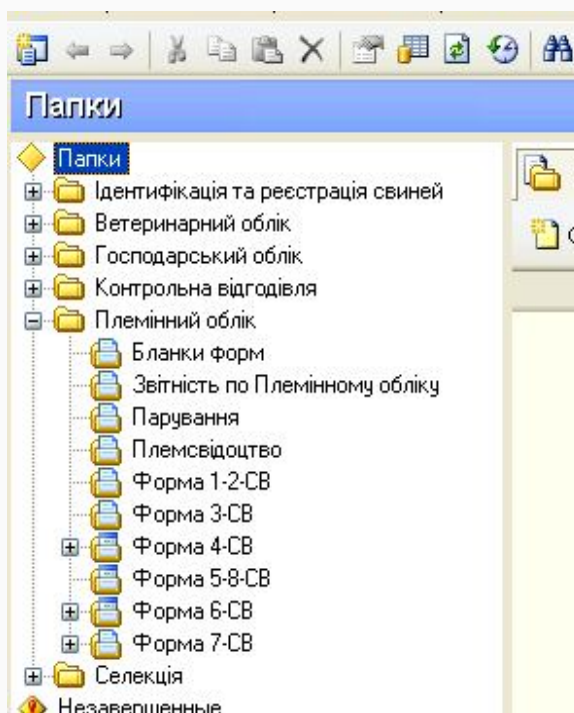 Папки
Папки
Ідентифікація та реєстрація свиней
Ветеринарний облік
Господарський облік
Контрольна відгодівля
Племінний облік
Бланки форм
Звітність по Племінному обліку
Парування
Племсвідоцтво
Форма 1-2-СВ
Форма 3-СВ
Форма 4-СВ
Форма 5-8-СВ
Форма 6-СВ
Форма 7-СВ
Селекція
Незавершенные